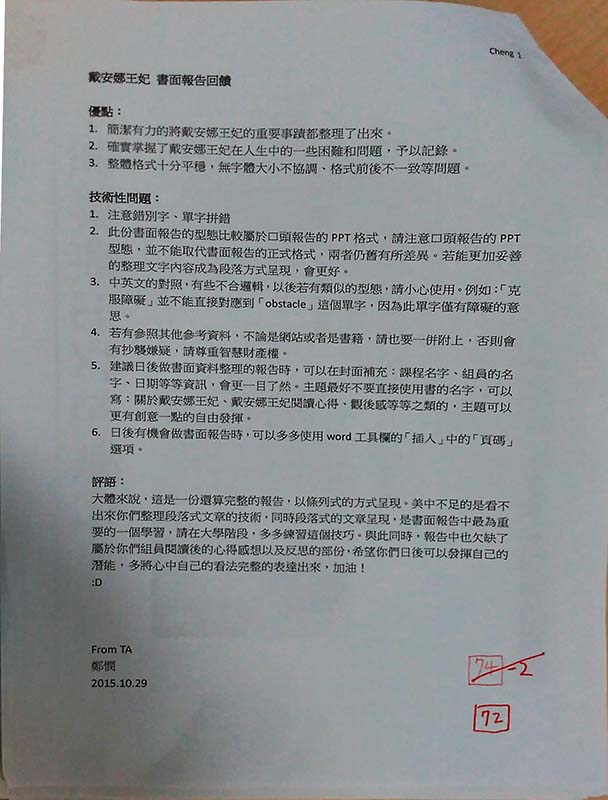 Cheng 1
戴安娜王妃 書面報告回饋
優點：
1. 簡潔有力的將戴安娜王妃的重要事蹟都整理了出來。
2. 確實掌握了戴安娜王妃在人生中的一些困難和問題，予以記錄。
3. 整體格式十分平穩，無字體大小不協調、格式前後不一致等問題。
技術性問題：
1. 注意錯別字、單字拼錯
2. 此份書面報告的型態比較屬於口頭報告的 PPT 格式，請注意口頭報告的 PPT
型態，並不能取代書面報告的正式格式，兩者仍舊有所差異。若能更加妥善
的整理文字內容成為段落方式呈現，會更好。
3. 中英文的對照，有些不合邏輯，以後若有類似的型態，請小心使用。例如：「克
服障礙」並不能直接對應到「obstacle」這個單字，因為此單字僅有障礙的意
思。
4. 若有參照其他參考資料，不論是網站或者是書籍，請也要一併附上，否則會
有抄襲嫌疑，請尊重智慧財產權。
5. 建議日後做書面資料整理的報告時，可以在封面補充：課程名字、組員的名
字、日期等等資訊，會更一目了然。主題最好不要直接使用書的名字，可以
寫：關於戴安娜王妃、戴安娜王妃閱讀心得、觀後感等等之類的，主題可以
更有創意一點的自由發揮。
6. 日後有機會做書面報告時，可以多多使用 word 工具欄的「插入」中的「頁碼」
選項。
評語：
大體來說，這是一份還算完整的報告，以條列式的方式呈現。美中不足的是看不
出來你們整理段落式文章的技術，同時段落式的文章呈現，是書面報告中最為重
要的一個學習，請在大學階段，多多練習這個技巧。與此同時，報告中也欠缺了
屬於你們組員閱讀後的心得感想以及反思的部份，希望你們日後可以發揮自己的
潛能，多將心中自己的看法完整的表達出來，加油！
:D
From TA
鄭憫
2015.10.29
74 -2
72